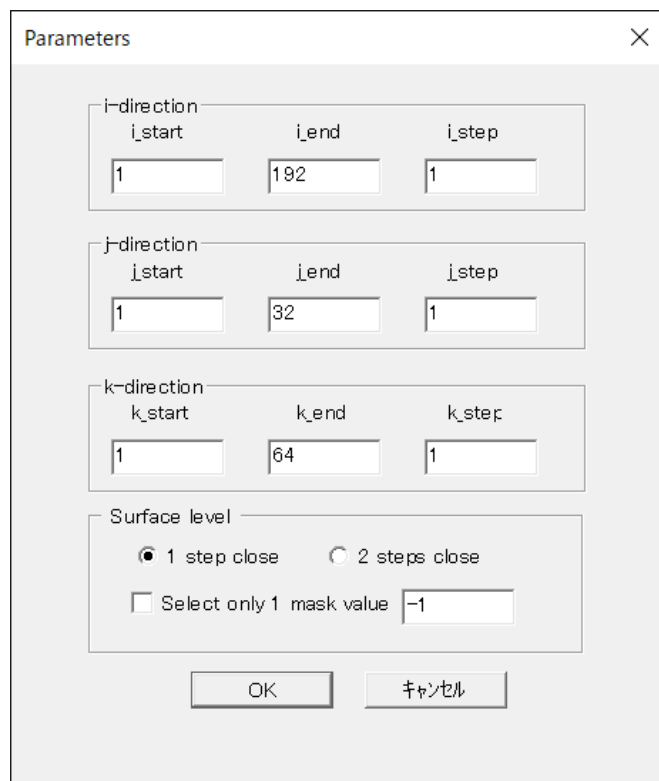 Parameters
i-direction
i_start i_end i_step
1 192 1
j-direction
j_start j_end j_step
1 32 1
k-direction
k_start k_end k_step
1 64 1
Surface level
1 step close 2 steps close
Select only 1 mask value -1
OK キャンセル